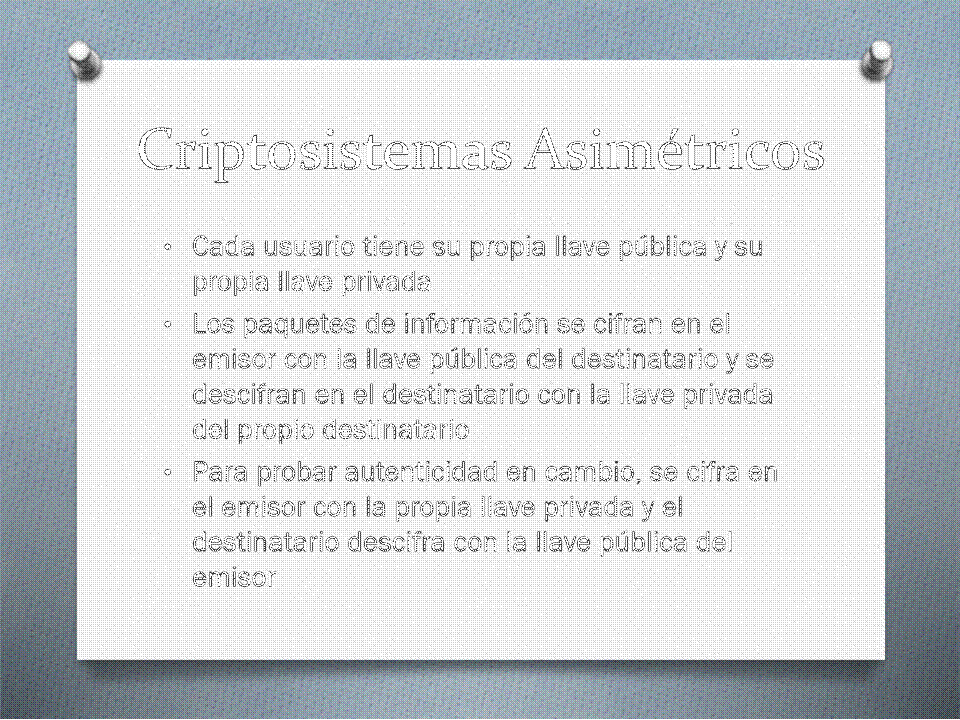 Criptosistemas Asimétricos
• Cada usuario tiene su propia llave pública y su
propia llave privada
• Los paquetes de información se cifran en el
emisor con la llave pública del destinatario y se
descifran en el destinatario con la llave privada
del propio destinatario
• Para probar autenticidad en cambio, se cifra en
el emisor con la propia llave privada y el
destinatario descifra con la llave pública del
emisor